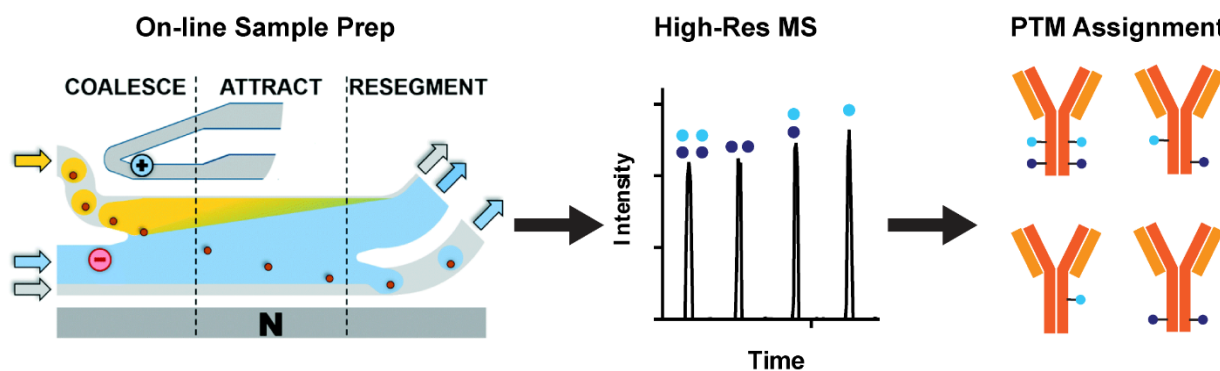 On-line Sample Prep
High-Res MS
PTM Assignment
COALESCE
ATTRACT
RESEGMENT
+
-
N
Intensity
Time